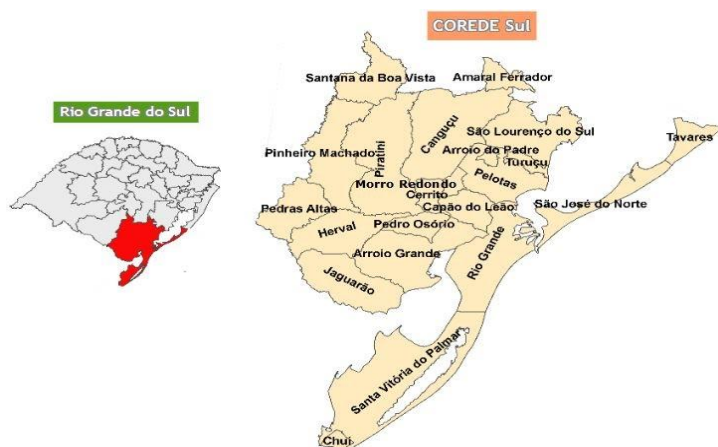 COREDE Sul
Rio Grande do Sul
Santana da Boa Vista
Amaral Ferrador
Canguçu
São Lourenço do Sul
Tavares
Arroio do Padre
Turuçu
Pinheiro Machado
Piratini
Pelotas
Morro Redondo
Cerrito
São José do Norte
Pedras Altas
Capão do Leão
Herval
Pedro Osório
Rio Grande
Arroio Grande
Jaguarão
Santa Vitória do Palmar
Chuí